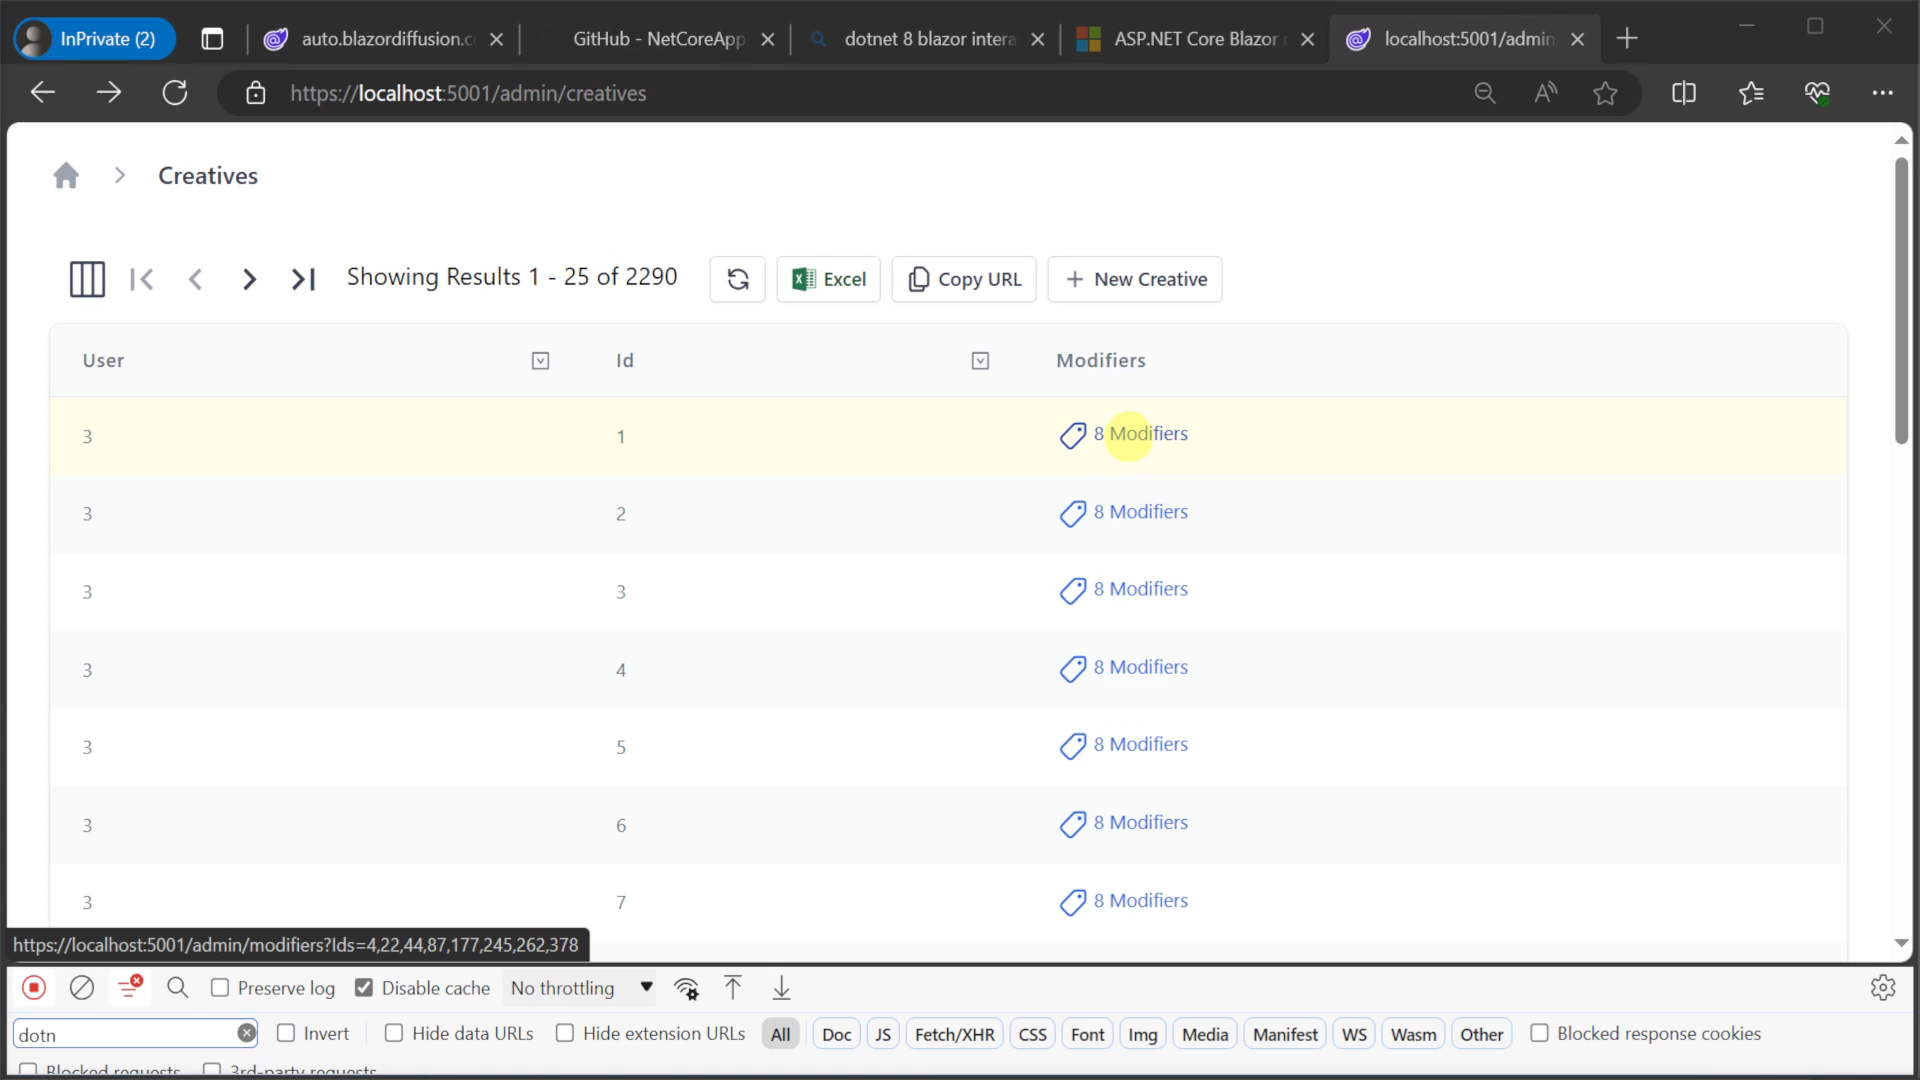 InPrivate (2)
auto.blazordiffusion.c
GitHub - NetCoreApp
dotnet 8 blazor intera
ASP.NET Core Blazor
localhost:5001/admin
https://localhost:5001/admin/creatives
Creatives
Showing Results 1 - 25 of 2290
Excel
Copy URL
New Creative
User Id Modifiers
3 1 8 Modifiers
3 2 8 Modifiers
3 3 8 Modifiers
3 4 8 Modifiers
3 5 8 Modifiers
3 6 8 Modifiers
3 7 8 Modifiers
https://localhost:5001/admin/modifiers?Ids=4,22,44,87,177,245,262,378
Preserve log Disable cache No throttling
dotn Invert Hide data URLs Hide extension URLs All Doc JS Fetch/XHR CSS Font Img Media Manifest WS Wasm Other Blocked response cookies
Blocked requests 3rd-party requests